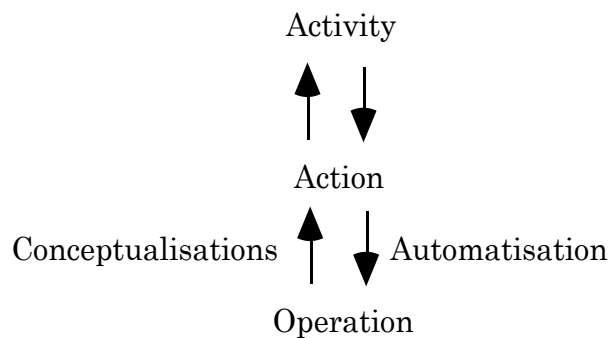 Activity
Action
Conceptualisations
Automatisation
Operation